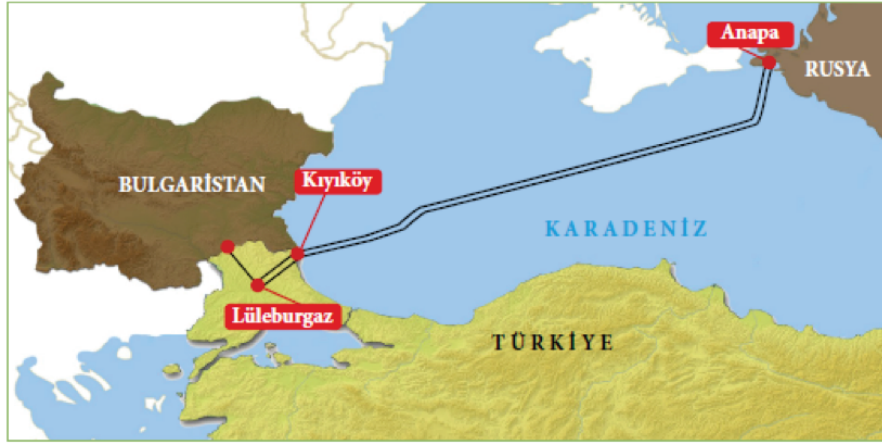 Anapa
RUSYA
BULGARİSTAN
Kıyıköy
KARADENİZ
Lüleburgaz
TÜRKİYE